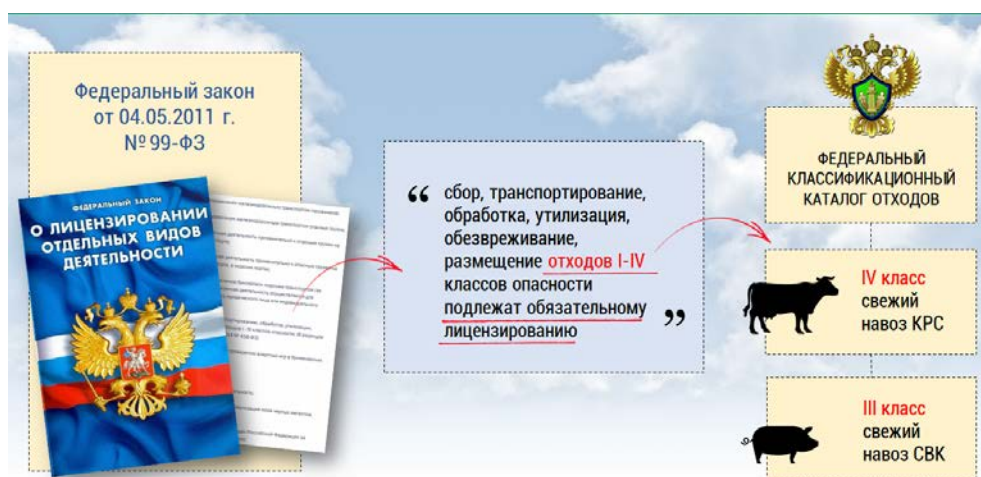 Федеральный закон
от 04.05.2011 г.
№ 99-ФЗ
ФЕДЕРАЛЬНЫЙ ЗАКОН
О ЛИЦЕНЗИРОВАНИИ
ОТДЕЛЬНЫХ ВИДОВ
ДЕЯТЕЛЬНОСТИ
“ сбор, транспортирование,
обработка, утилизация,
обезвреживание,
размещение отходов I-IV
классов опасности
подлежат обязательному
лицензированию ”
ФЕДЕРАЛЬНЫЙ
КЛАССИФИКАЦИОННЫЙ
КАТАЛОГ ОТХОДОВ
IV класс
свежий
навоз КРС
III класс
свежий
навоз СВК